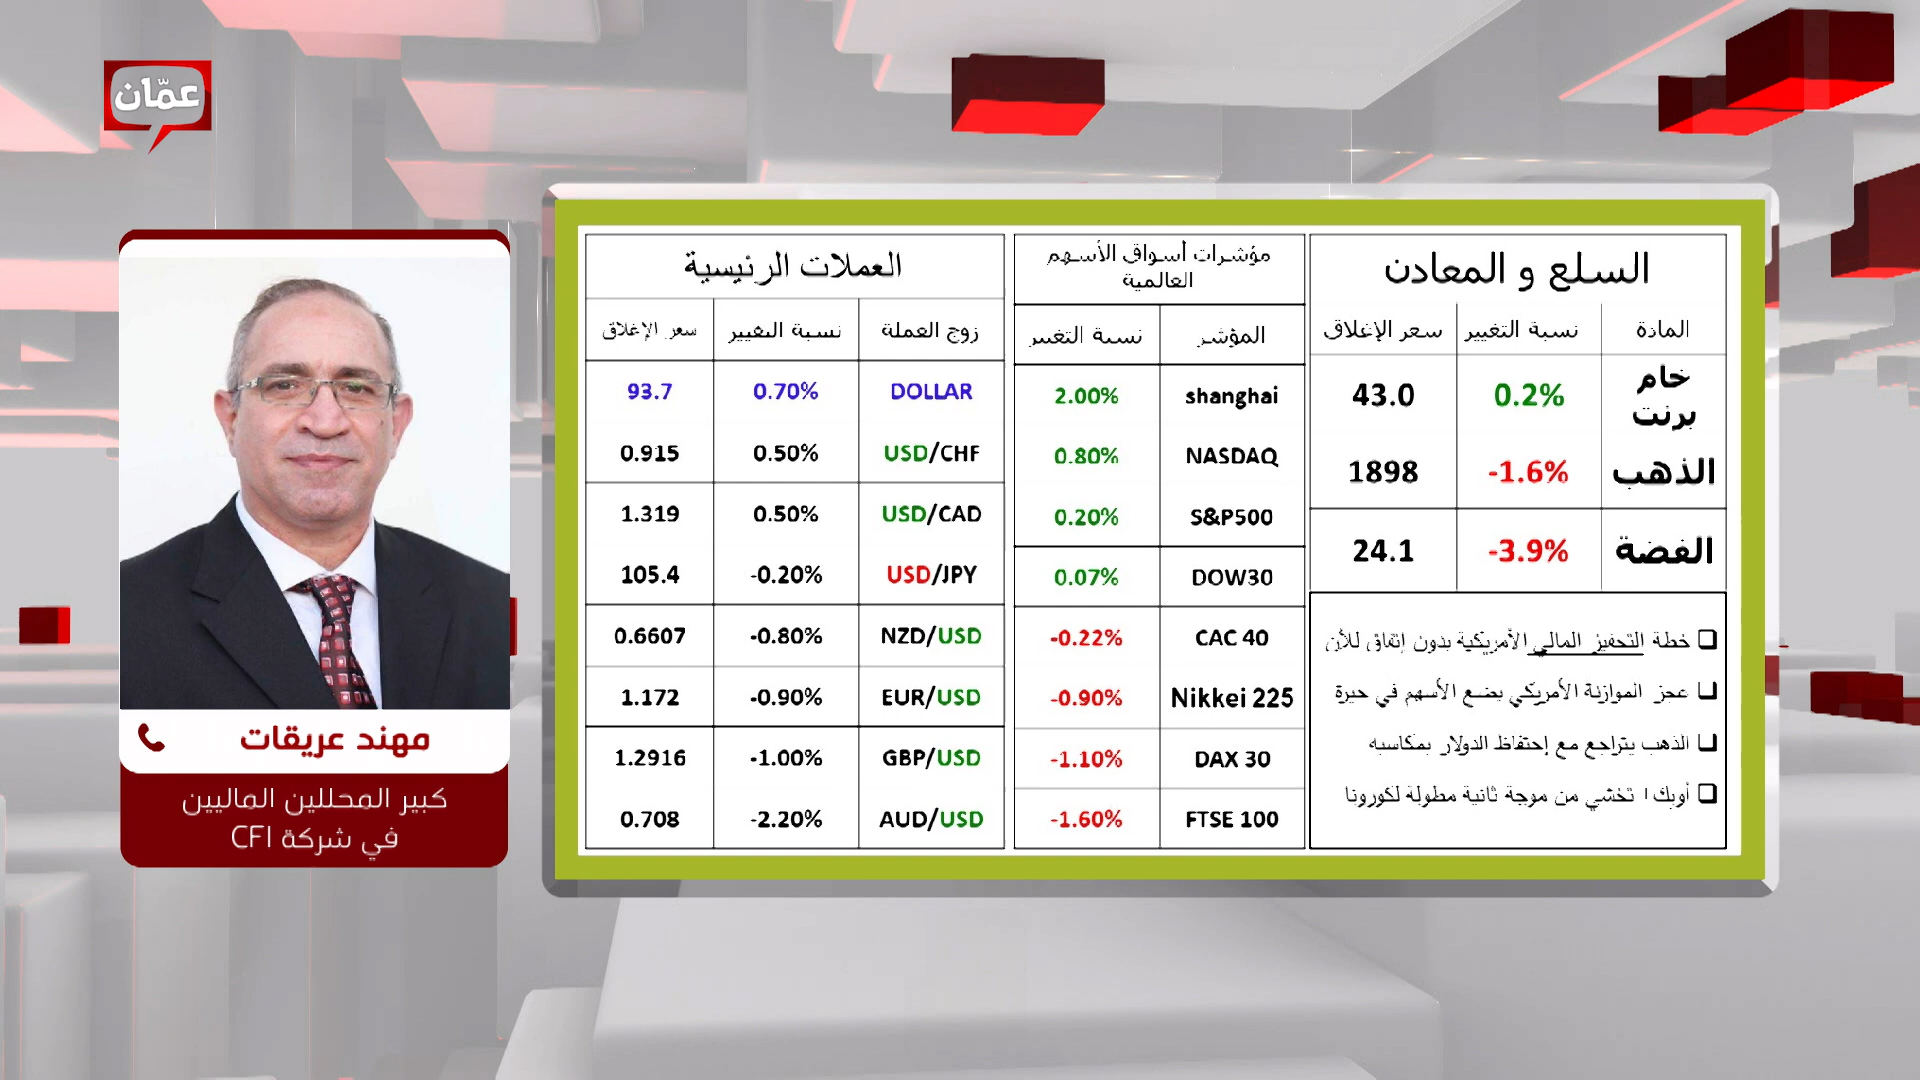 عمّان
السلع و المعادن
المادة نسبة التغيير سعر الإغلاق
خام برنت 0.2% 43.0
الذهب -1.6% 1898
الفضة -3.9% 24.1
❑ خطة التحفيز المالي الأمريكية بدون إتفاق للأن
❑ عجز الموازنة الأمريكي يضع الأسهم في حيرة
❑ الذهب يتراجع مع إحتفاظ الدولار بمكاسبه
❑ أوبك+ تخشي من موجة ثانية مطولة لكورونا
مؤشرات أسواق الأسهم
العالمية
المؤشر نسبة التغيير
shanghai 2.00%
NASDAQ 0.80%
S&P500 0.20%
DOW30 0.07%
CAC 40 -0.22%
Nikkei 225 -0.90%
DAX 30 -1.10%
FTSE 100 -1.60%
العملات الرئيسية
زوج العملة نسبة التغيير سعر الإغلاق
DOLLAR 0.70% 93.7
USD/CHF 0.50% 0.915
USD/CAD 0.50% 1.319
USD/JPY -0.20% 105.4
NZD/USD -0.80% 0.6607
EUR/USD -0.90% 1.172
GBP/USD -1.00% 1.2916
AUD/USD -2.20% 0.708
مهند عريقات
كبير المحللين الماليين
في شركة CFI